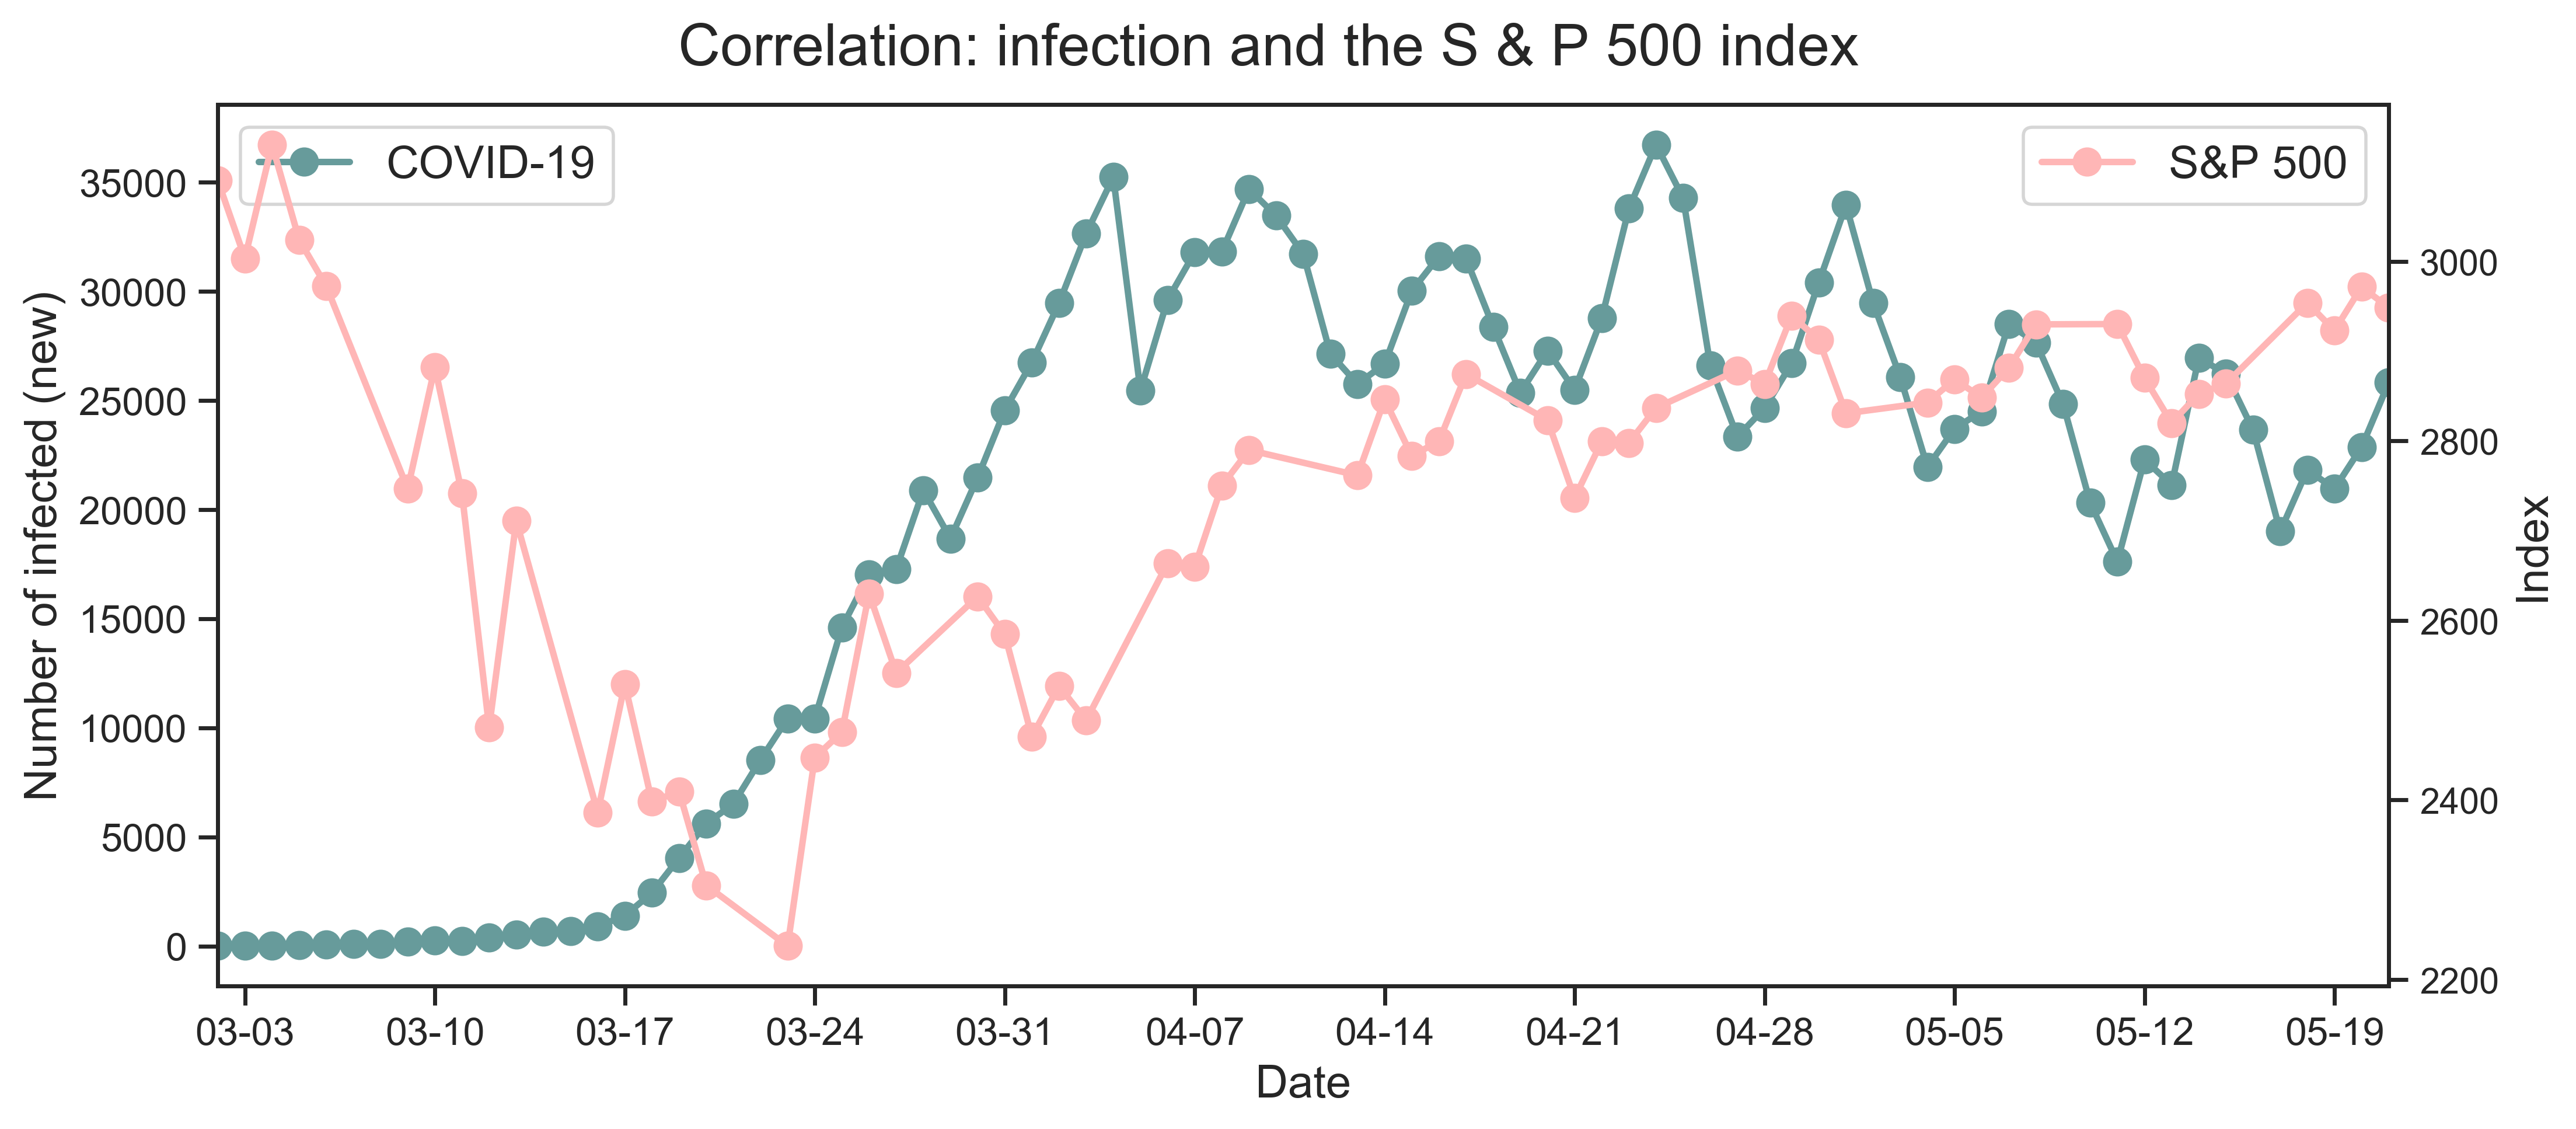 Correlation: infection and the S & P 500 index
COVID-19
S&P 500
Number of infected (new)
35000
30000
25000
20000
15000
10000
5000
0
3000
2800
2600
2400
2200
Index
03-03 03-10 03-17 03-24 03-31 04-07 04-14 04-21 04-28 05-05 05-12 05-19
Date